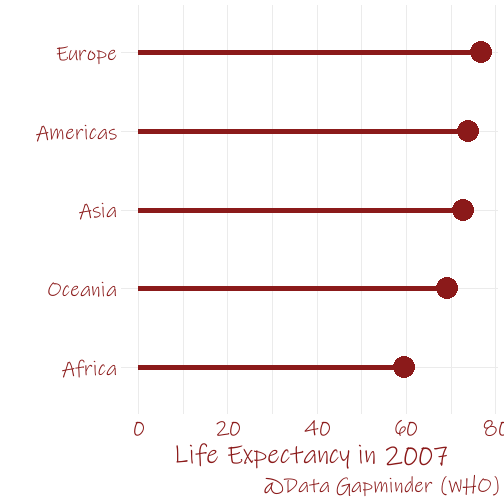 Europe
Americas
Asia
Oceania
Africa
0 20 40 60 80
Life Expectancy in 2007
@Data Gapminder (WHO)